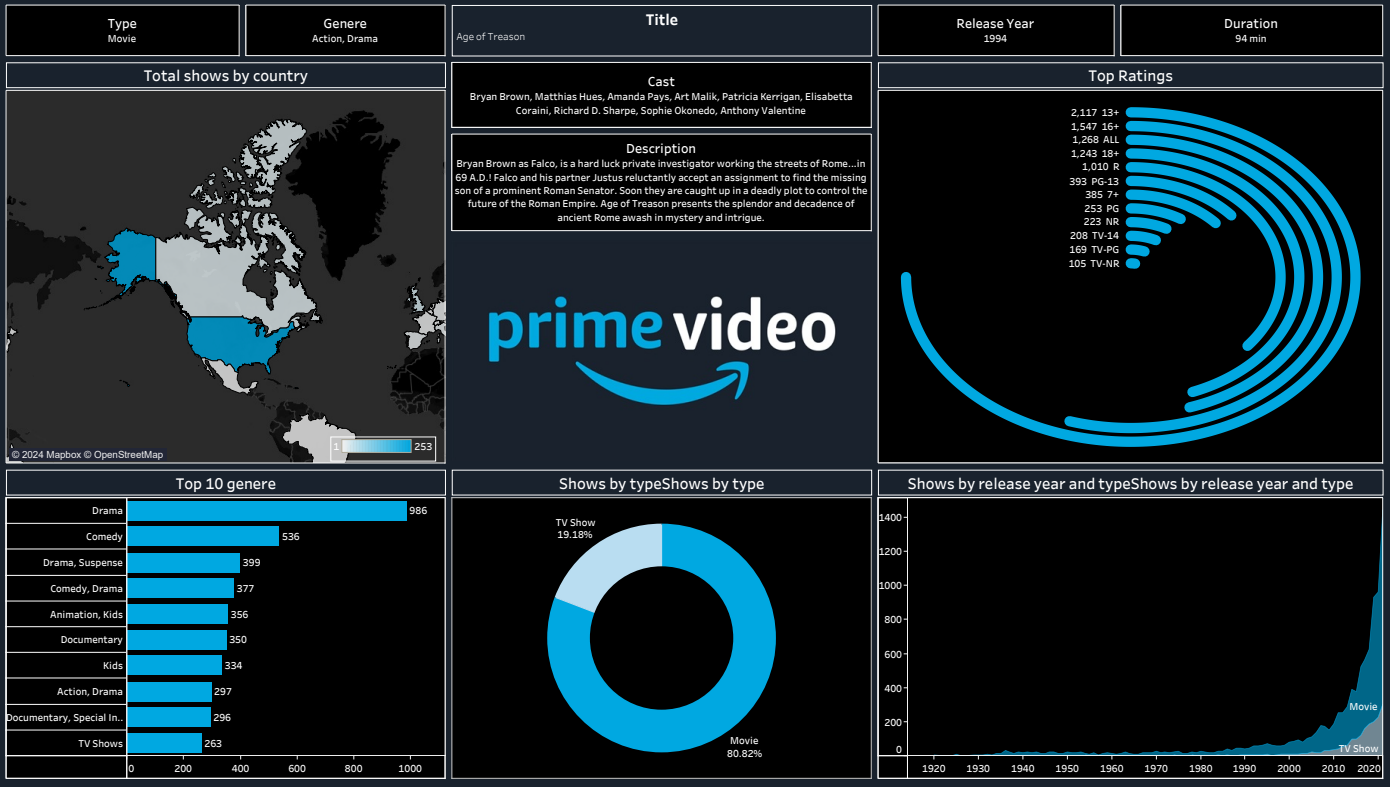 Type
Movie
Genere
Action, Drama
Title
Age of Treason
Release Year
1994
Duration
94 min
Total shows by country
1
253
© 2024 Mapbox © OpenStreetMap
Cast
Bryan Brown, Matthias Hues, Amanda Pays, Art Malik, Patricia Kerrigan, Elisabetta
Coraini, Richard D. Sharpe, Sophie Okonedo, Anthony Valentine
Description
Bryan Brown as Falco, is a hard luck private investigator working the streets of Rome...in
69 A.D.! Falco and his partner Justus reluctantly accept an assignment to find the missing
son of a prominent Roman Senator. Soon they are caught up in a deadly plot to control the
future of the Roman Empire. Age of Treason presents the splendor and decadence of
ancient Rome awash in mystery and intrigue.
prime video
Top Ratings
2,117 13+
1,547 16+
1,268 ALL
1,243 18+
1,010 R
393 PG-13
385 7+
253 PG
223 NR
208 TV-14
169 TV-PG
105 TV-NR
Top 10 genere
Drama 986
Comedy 536
Drama, Suspense 399
Comedy, Drama 377
Animation, Kids 356
Documentary 350
Kids 334
Action, Drama 297
Documentary, Special In.. 296
TV Shows 263
0 200 400 600 800 1000
Shows by typeShows by type
TV Show
19.18%
Movie
80.82%
Shows by release year and typeShows by release year and type
1400
1200
1000
800
600
400
200
0
Movie
TV Show
1920 1930 1940 1950 1960 1970 1980 1990 2000 2010 2020